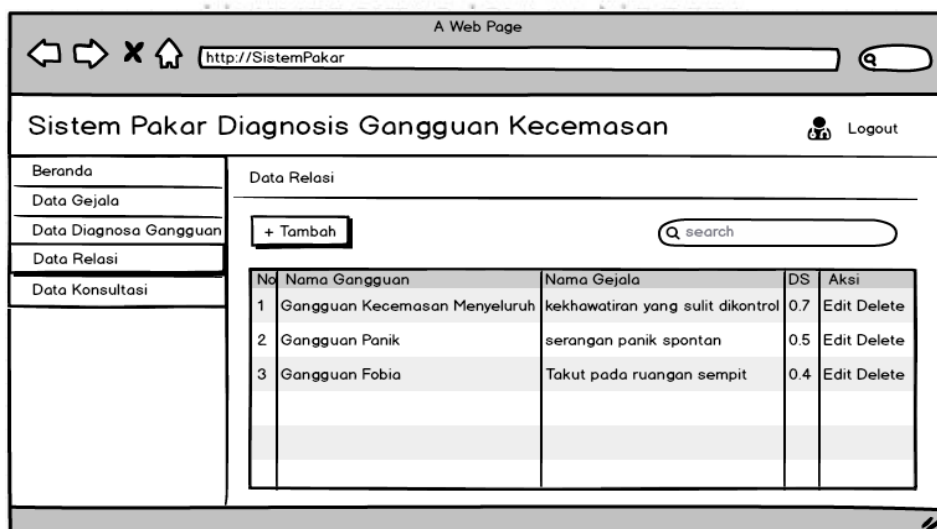 A Web Page
http://SistemPakar
Sistem Pakar Diagnosis Gangguan Kecemasan
Logout
Beranda
Data Gejala
Data Diagnosa Gangguan
Data Relasi
Data Konsultasi
Data Relasi
+ Tambah
search
No Nama Gangguan Nama Gejala DS Aksi
1 Gangguan Kecemasan Menyeluruh kekhawatiran yang sulit dikontrol 0.7 Edit Delete
2 Gangguan Panik serangan panik spontan 0.5 Edit Delete
3 Gangguan Fobia Takut pada ruangan sempit 0.4 Edit Delete